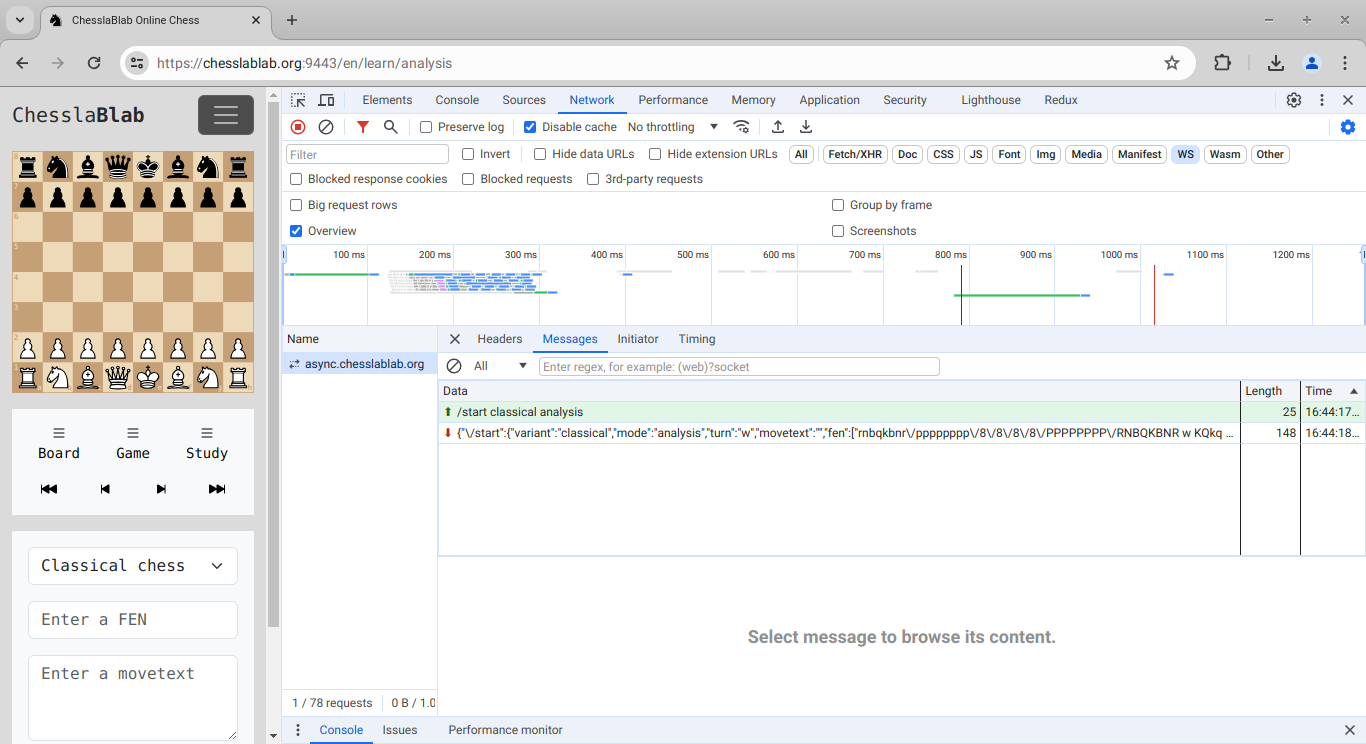 ChesslaBlab Online Chess
https://chesslablab.org:9443/en/learn/analysis
ChesslaBlab
8
7
6
5
4
3
2
1
Board Game Study
Classical chess
Enter a FEN
Enter a movetext
Elements Console Sources Network Performance Memory Application Security Lighthouse Redux
Preserve log Disable cache No throttling
Filter Invert Hide data URLs Hide extension URLs All Fetch/XHR Doc CSS JS Font Img Media Manifest WS Wasm Other
Blocked response cookies Blocked requests 3rd-party requests
Big request rows Group by frame
Overview Screenshots
100 ms 200 ms 300 ms 400 ms 500 ms 600 ms 700 ms 800 ms 900 ms 1000 ms 1100 ms 1200 ms
Name Headers Messages Initiator Timing
async.chesslablab.org
All Enter regex, for example: (web)?socket
Data Length Time
/start classical analysis 25 16:44:17...
{"\/start":{"variant":"classical","mode":"analysis","turn":"w","movetext":"","fen":["rnbqkbnr\/pppppppp\/8\/8\/8\/8\/PPPPPPPP\/RNBQKBNR w KQkq ... 148 16:44:18...
Select message to browse its content.
1 / 78 requests 0 B / 1.0
Console Issues Performance monitor